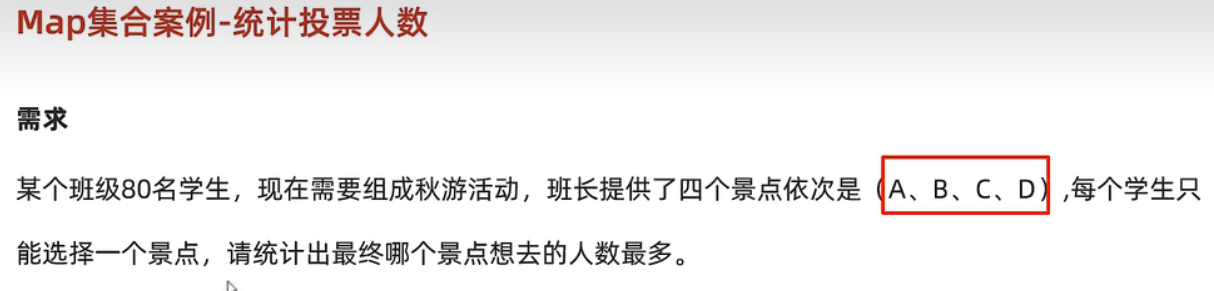 Map集合案例-统计投票人数
需求
某个班级80名学生，现在需要组成秋游活动，班长提供了四个景点依次是（A、B、C、D）,每个学生只
能选择一个景点，请统计出最终哪个景点想去的人数最多。